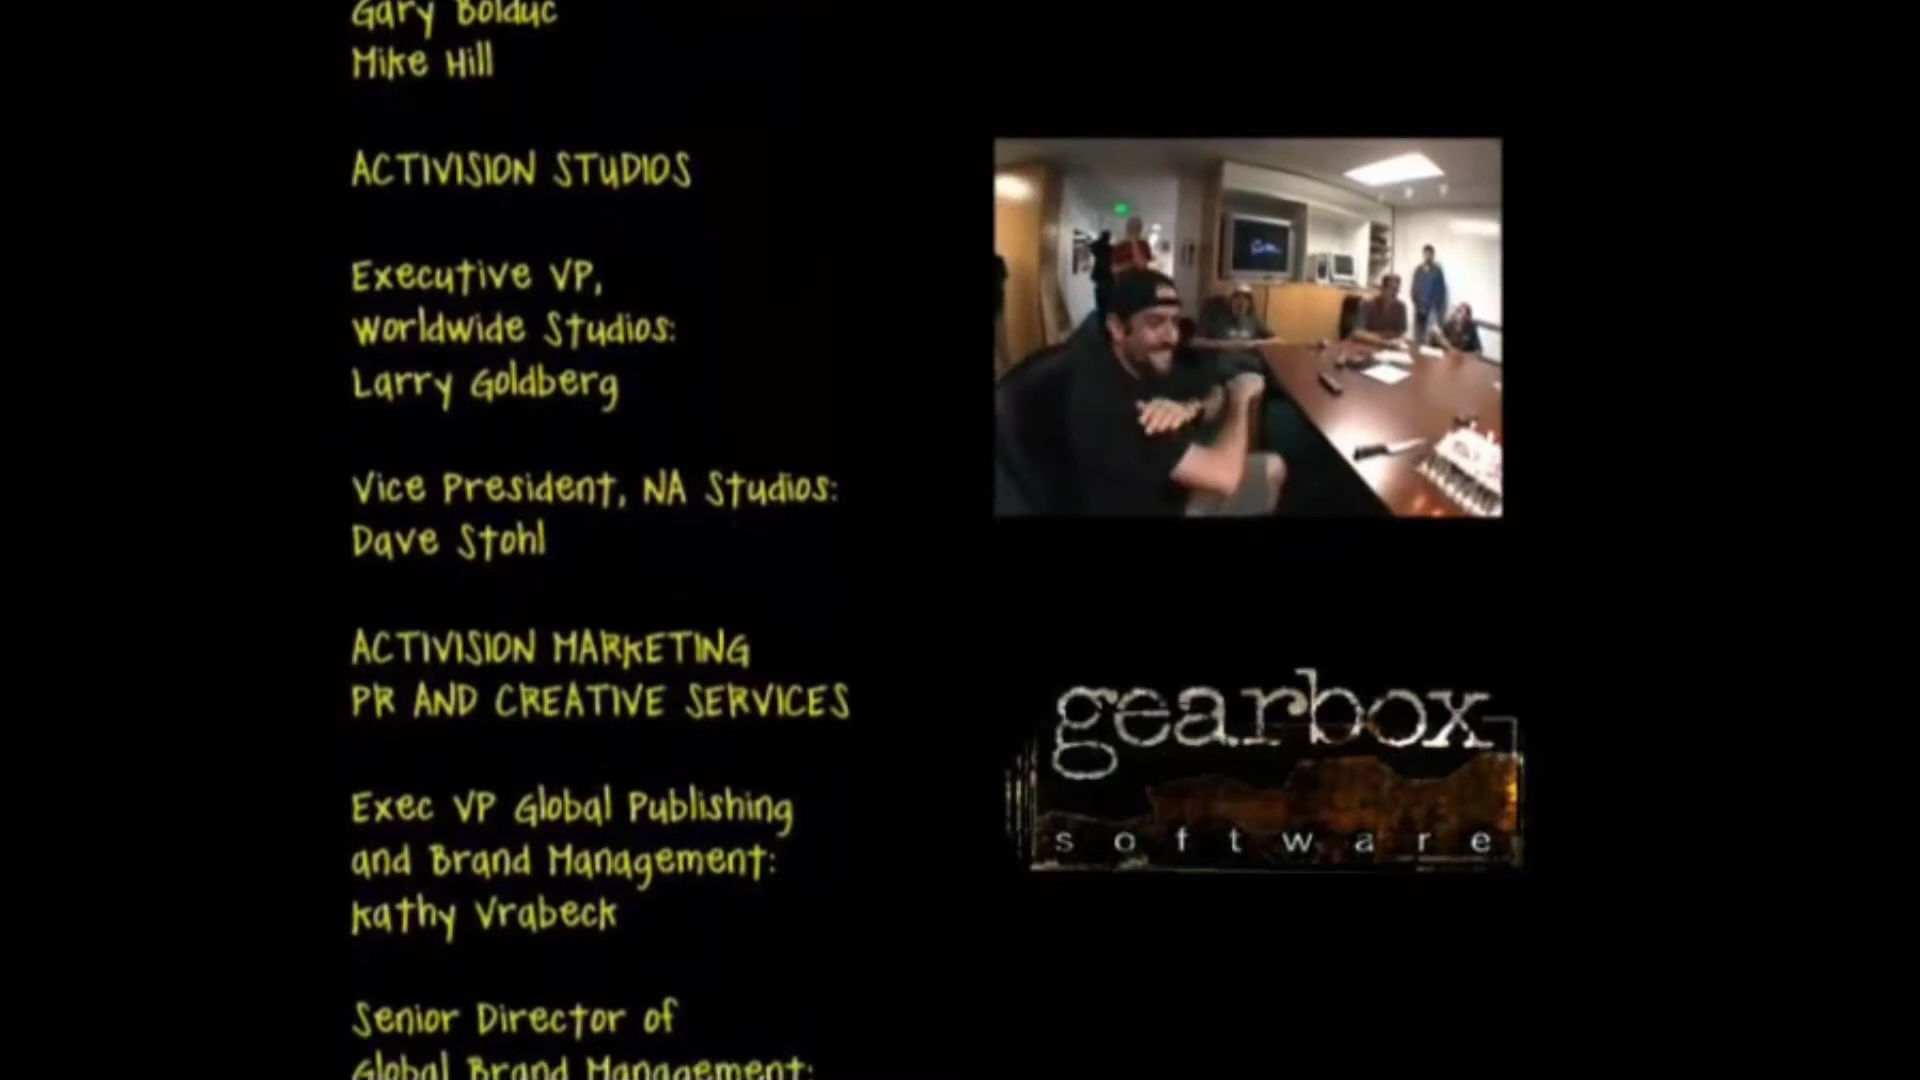 Gary Bolduc
Mike Hill
ACTIVISION STUDIOS
Executive VP,
Worldwide Studios:
Larry Goldberg
Vice President, NA Studios:
Dave Stohl
ACTIVISION MARKETING
PR AND CREATIVE SERVICES
Exec VP Global Publishing
and Brand Management:
Kathy Vrabeck
Senior Director of
Global Brand Management:
gearbox
software